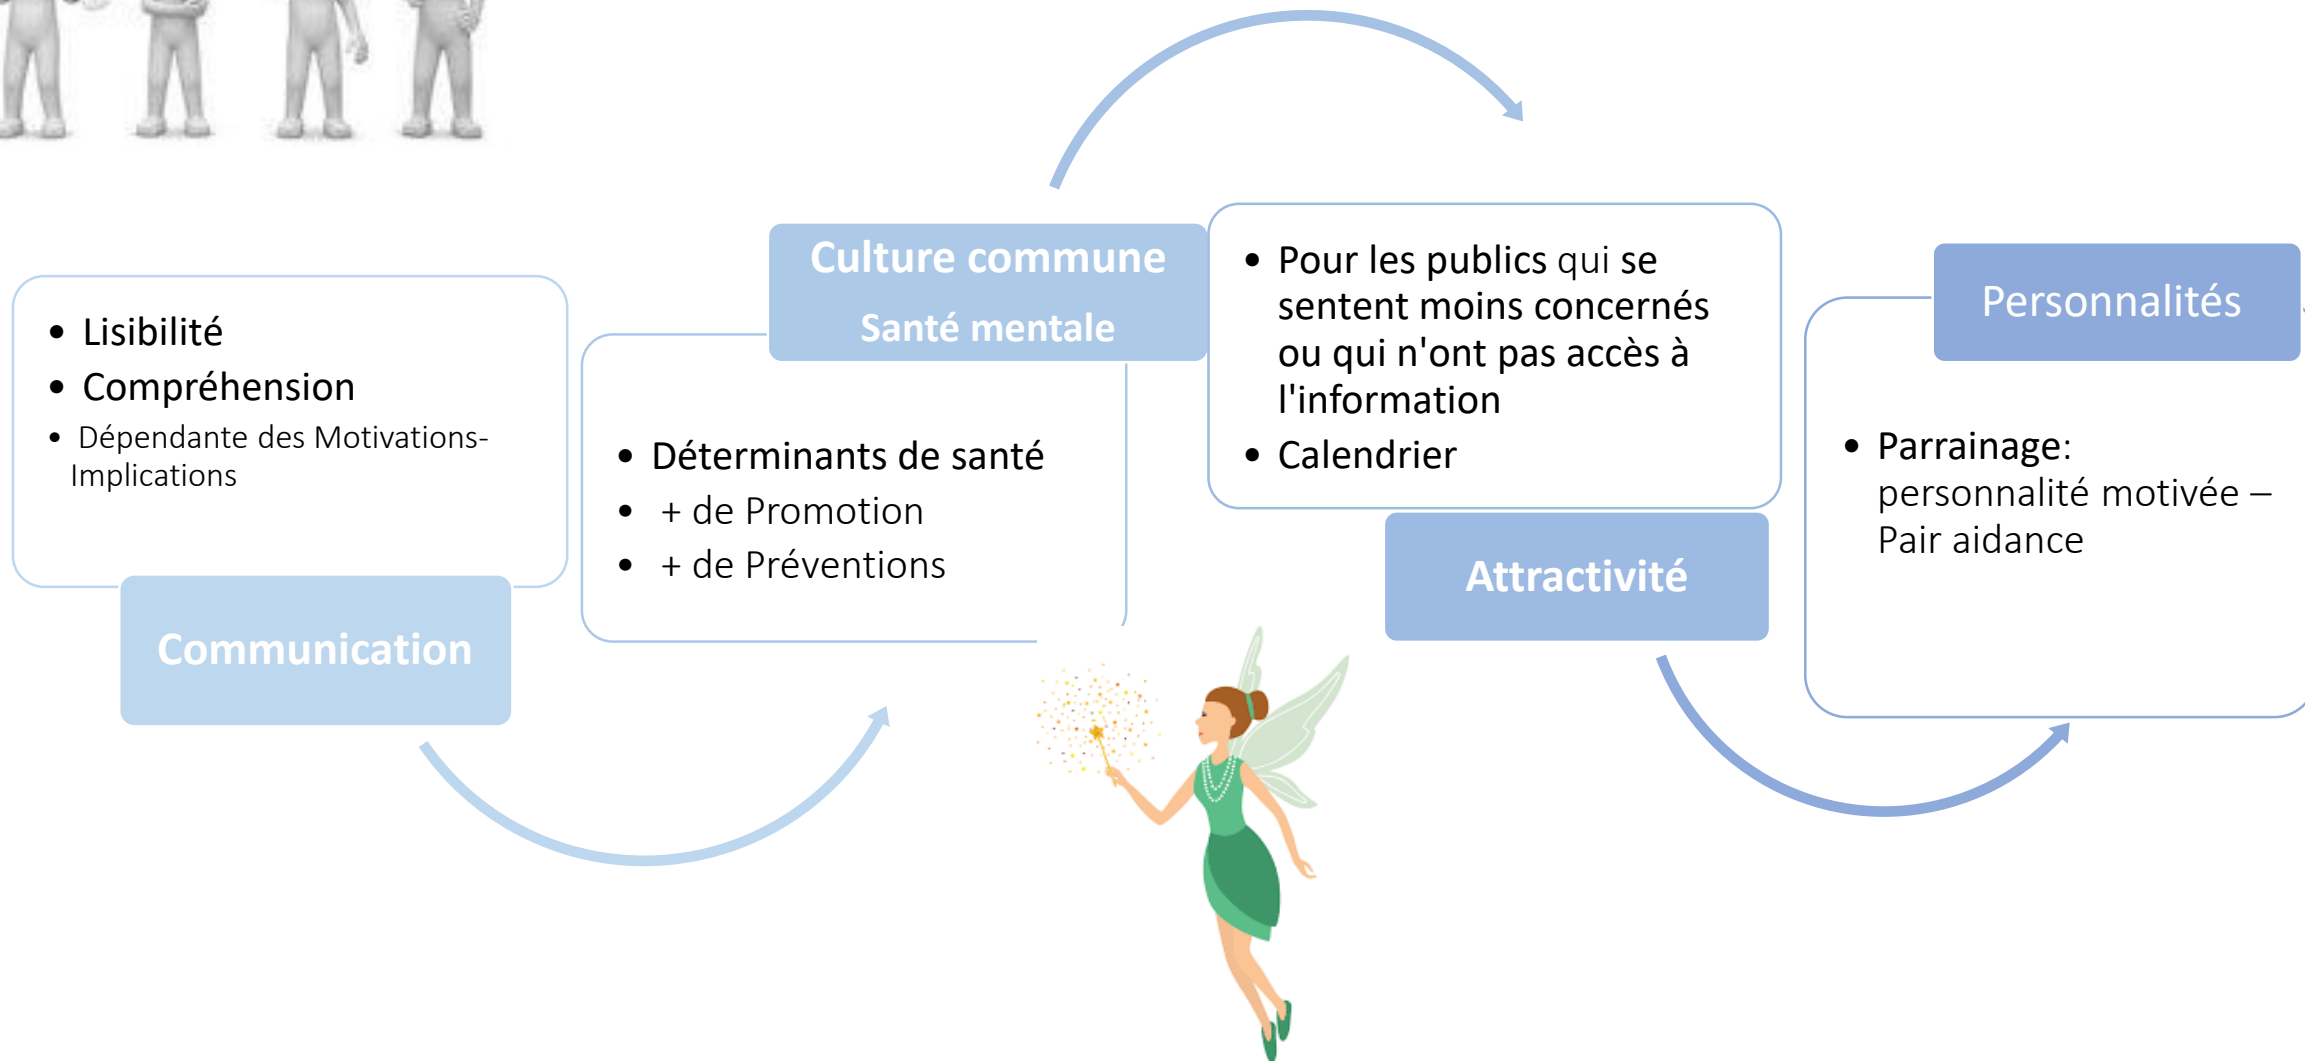 • Lisibilité
• Compréhension
• Dépendante des Motivations-
Implications
Communication
Culture commune
Santé mentale
• Déterminants de santé
• + de Promotion
• + de Préventions
• Pour les publics qui se
sentent moins concernés
ou qui n'ont pas accès à
l'information
• Calendrier
Attractivité
Personnalités
• Parrainage:
personnalité motivée –
Pair aidance